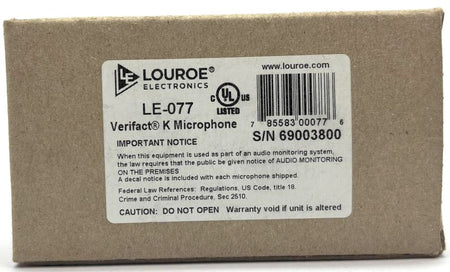 LE LOUROE®
ELECTRONICS
www.louroe.com
LE-077
C UL US
LISTED
7 85583 00077 6
Verifact® K Microphone
S/N 69003800
IMPORTANT NOTICE
When this equipment is used as part of an audio monitoring system,
the law requires that the public be given notice of AUDIO MONITORING
ON THE PREMISES
A decal notice is included with each microphone shipped.
Federal Law References: Regulations, US Code, title 18.
Crime and Criminal Procedure, Sec 2510.
CAUTION: DO NOT OPEN Warranty void if unit is altered